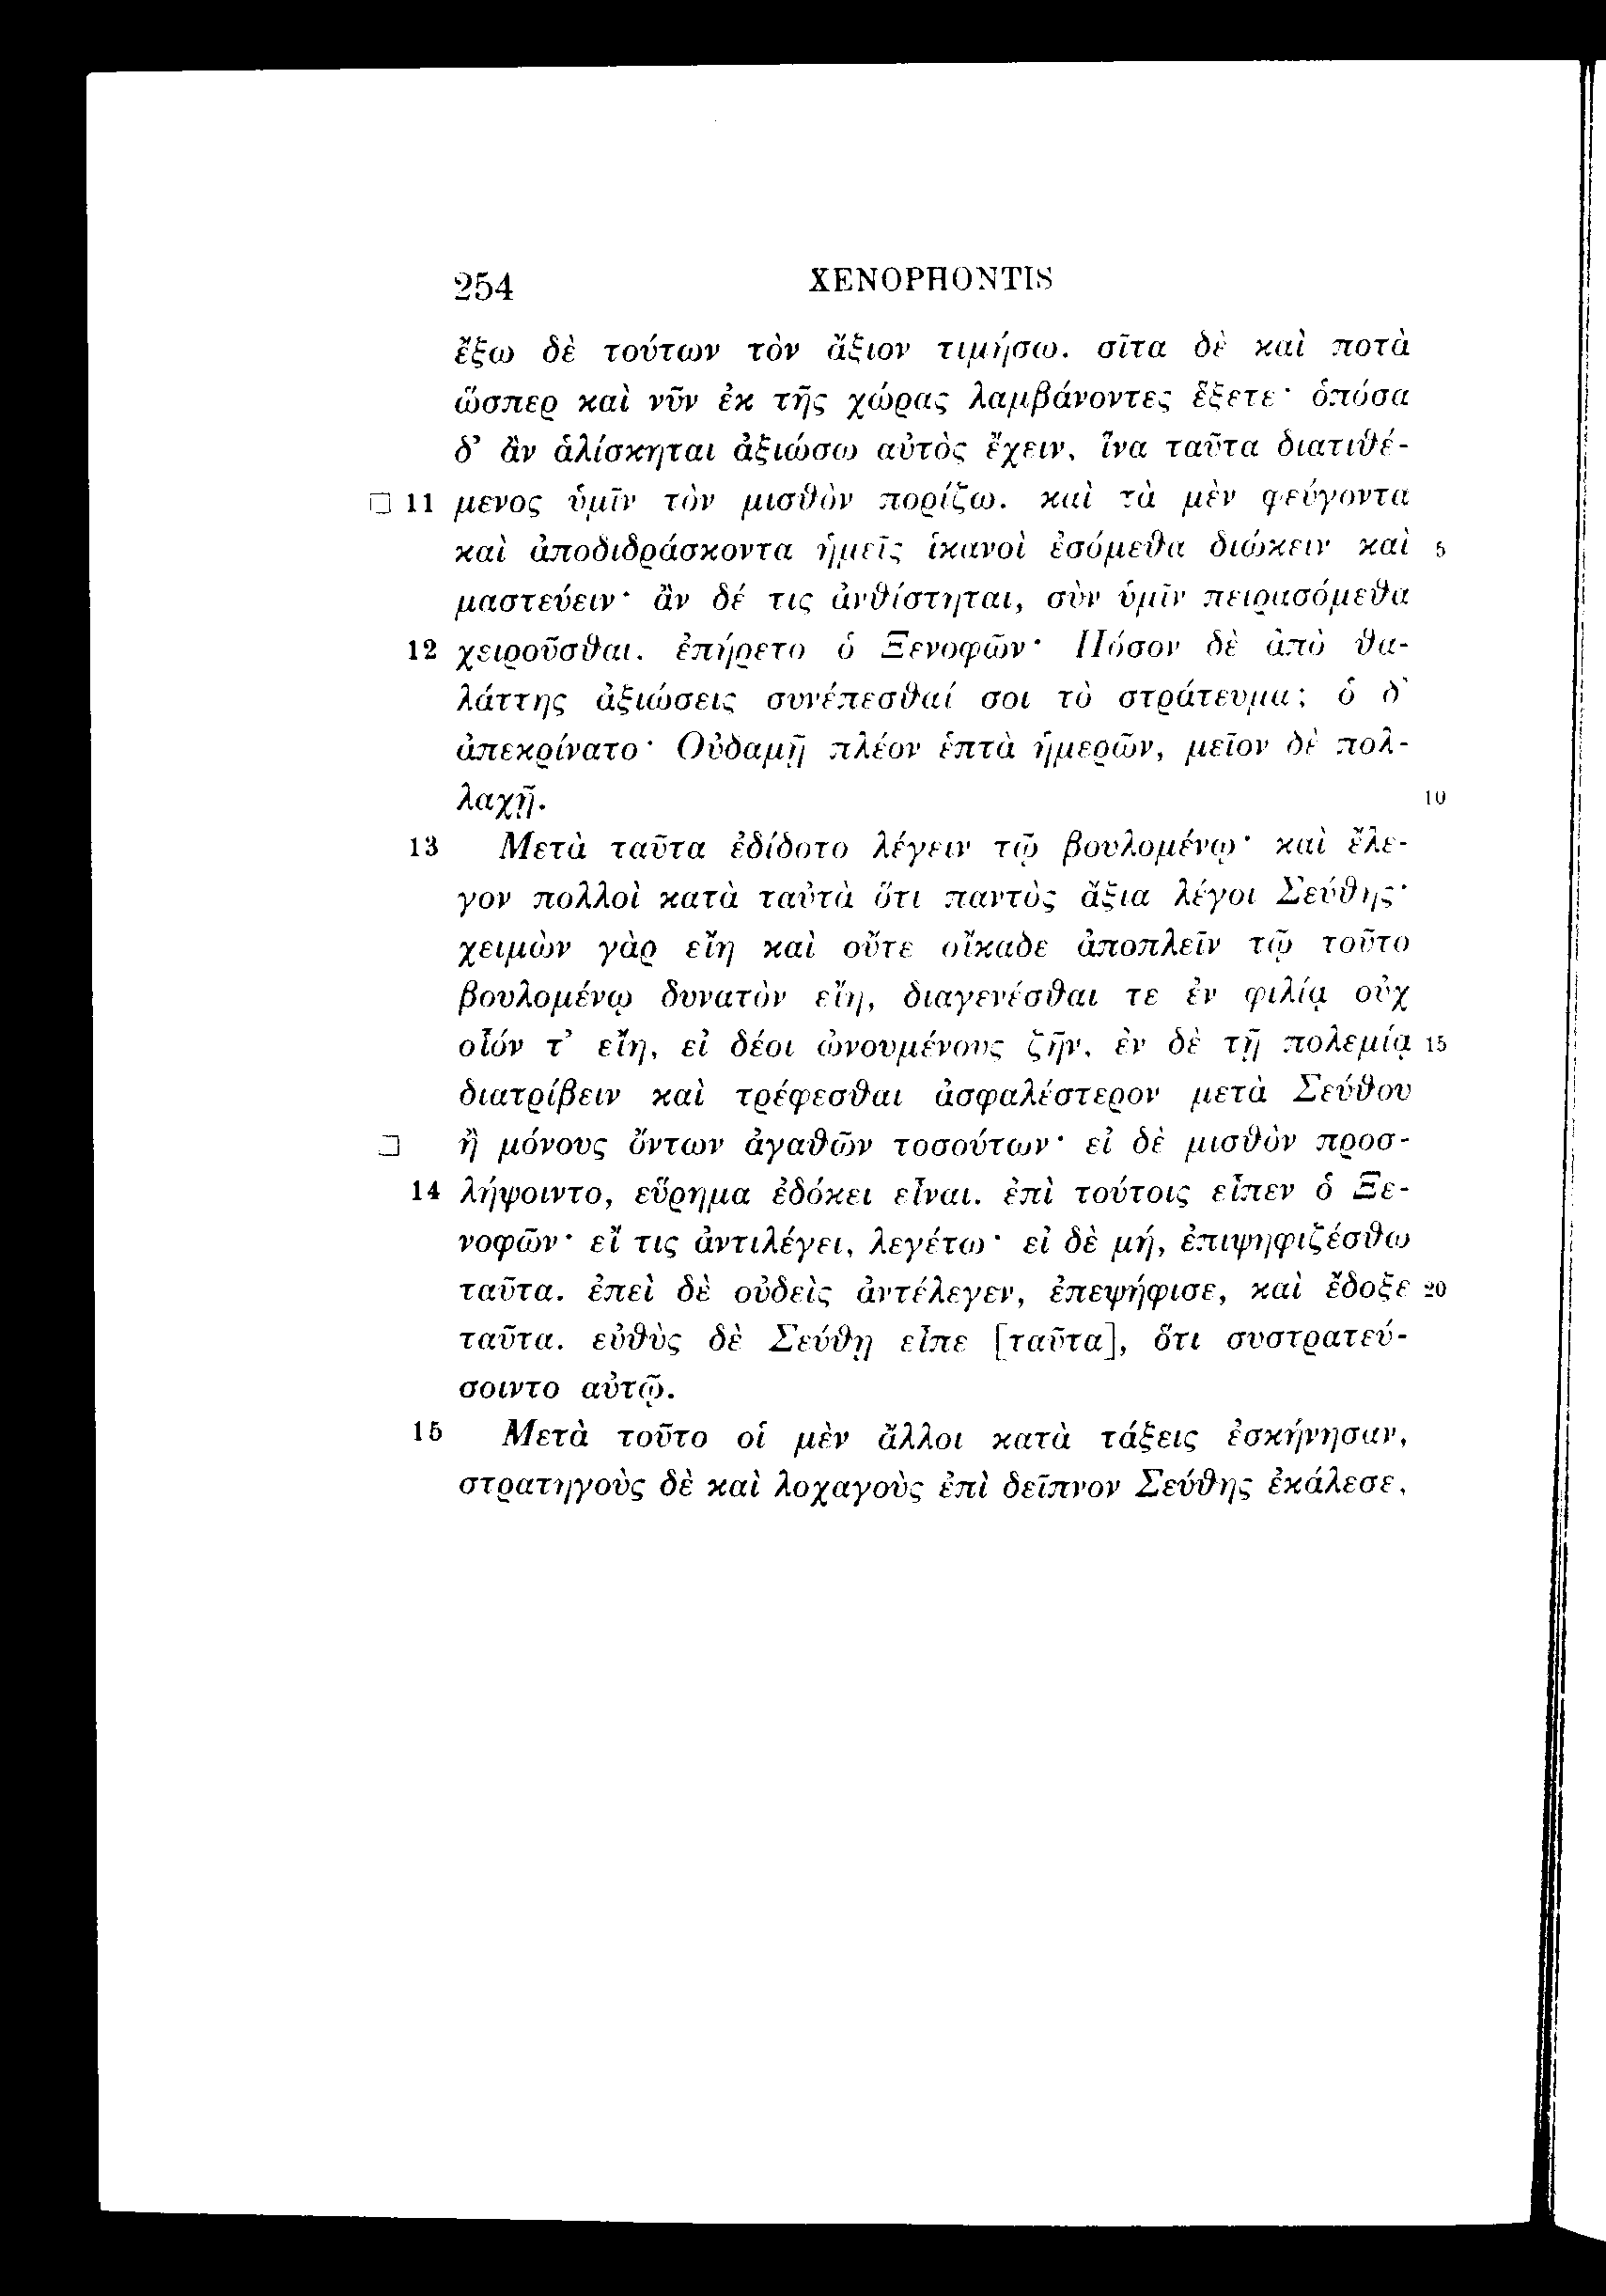 254 XENOPHONTIS
ἔξω δὲ τούτων τὸν ἄξιον τιμήσω. σῖτα δὲ καὶ ποτὰ
ὥσπερ καὶ νῦν ἐκ τῆς χώρας λαμβάνοντες ἕξετε· ὁπόσα
δ’ ἂν ἁλίσκηται ἀξιώσω αὐτὸς ἔχειν, ἵνα ταῦτα διατιθέ-
11 μενος ὑμῖν τὸν μισθὸν πορίζω. καὶ τὰ μὲν φεύγοντα
καὶ ἀποδιδράσκοντα ἡμεῖς ἱκανοὶ ἐσόμεθα διώκειν καὶ 5
μαστεύειν· ἂν δέ τις ἀνθίστηται, σὺν ὑμῖν πειρασόμεθα
12 χειροῦσθαι. ἐπήρετο ὁ Ξενοφῶν· Πόσον δὲ ἀπὸ θα-
λάττης ἀξιώσεις συνέπεσθαί σοι τὸ στράτευμα; ὁ δ’
ἀπεκρίνατο· Οὐδαμῇ πλέον ἑπτὰ ἡμερῶν, μεῖον δὲ πολ-
λαχῇ. 10
13 Μετὰ ταῦτα ἐδίδοτο λέγειν τῷ βουλομένῳ· καὶ ἔλε-
γον πολλοὶ κατὰ ταὐτὰ ὅτι παντὸς ἄξια λέγοι Σεύθης·
χειμὼν γὰρ εἴη καὶ οὔτε οἴκαδε ἀποπλεῖν τῷ τοῦτο
βουλομένῳ δυνατὸν εἴη, διαγενέσθαι τε ἐν φιλίᾳ οὐχ
οἷόν τ’ εἴη, εἰ δέοι ὠνουμένους ζῆν, ἐν δὲ τῇ πολεμίᾳ 15
διατρίβειν καὶ τρέφεσθαι ἀσφαλέστερον μετὰ Σεύθου
ἢ μόνους ὄντων ἀγαθῶν τοσούτων· εἰ δὲ μισθὸν προσ-
14 λήψοιντο, εὕρημα ἐδόκει εἶναι. ἐπὶ τούτοις εἶπεν ὁ Ξε-
νοφῶν· εἴ τις ἀντιλέγει, λεγέτω· εἰ δὲ μή, ἐπιψηφιζέσθω
ταῦτα. ἐπεὶ δὲ οὐδεὶς ἀντέλεγεν, ἐπεψήφισε, καὶ ἔδοξε 20
ταῦτα. εὐθὺς δὲ Σεύθῃ εἶπε [ταῦτα], ὅτι συστρατεύ-
σοιντο αὐτῷ.
15 Μετὰ τοῦτο οἱ μὲν ἄλλοι κατὰ τάξεις ἐσκήνησαν,
στρατηγοὺς δὲ καὶ λοχαγοὺς ἐπὶ δεῖπνον Σεύθης ἐκάλεσε,